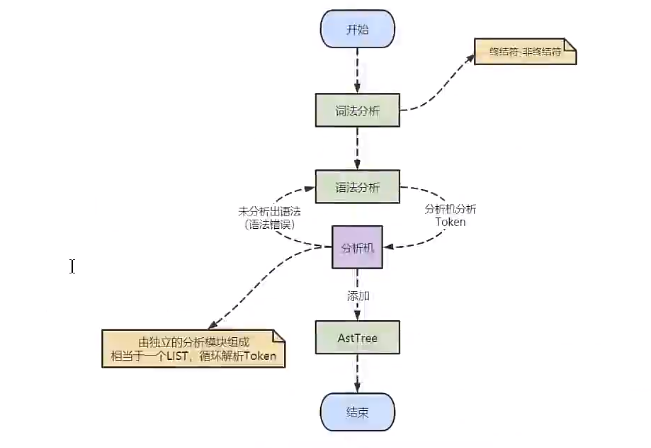 开始
终结符-非终结符
词法分析
语法分析
未分析出语法
（语法错误）
分析机分析
Token
分析机
添加
由独立的分析模块组成
相当于一个LIST，循环解析Token
AstTree
结束